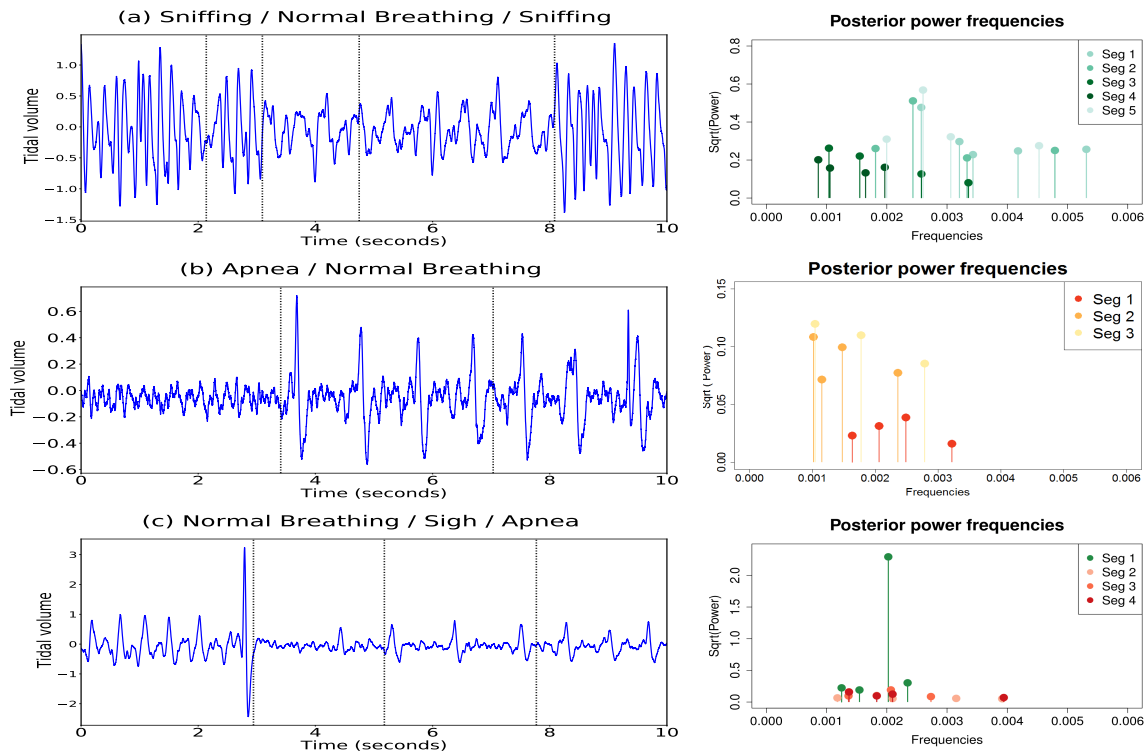 (a) Sniffing / Normal Breathing / Sniffing
Tidal volume
1.0
0.5
0.0
−0.5
−1.0
−1.5
0 2 4 6 8 10
Time (seconds)
Posterior power frequencies
Sqrt(Power)
0.8
0.6
0.4
0.2
0.0
Seg 1
Seg 2
Seg 3
Seg 4
Seg 5
0.000 0.001 0.002 0.003 0.004 0.005 0.006
Frequencies
(b) Apnea / Normal Breathing
Tidal volume
0.6
0.4
0.2
0.0
−0.2
−0.4
−0.6
0 2 4 6 8 10
Time (seconds)
Posterior power frequencies
Sqrt( Power )
0.15
0.10
0.05
0.00
Seg 1
Seg 2
Seg 3
0.000 0.001 0.002 0.003 0.004 0.005 0.006
Frequencies
(c) Normal Breathing / Sigh / Apnea
Tidal volume
3
2
1
0
−1
−2
0 2 4 6 8 10
Time (seconds)
Posterior power frequencies
Sqrt(Power)
2.0
1.5
1.0
0.5
0.0
Seg 1
Seg 2
Seg 3
Seg 4
0.000 0.001 0.002 0.003 0.004 0.005 0.006
Frequencies